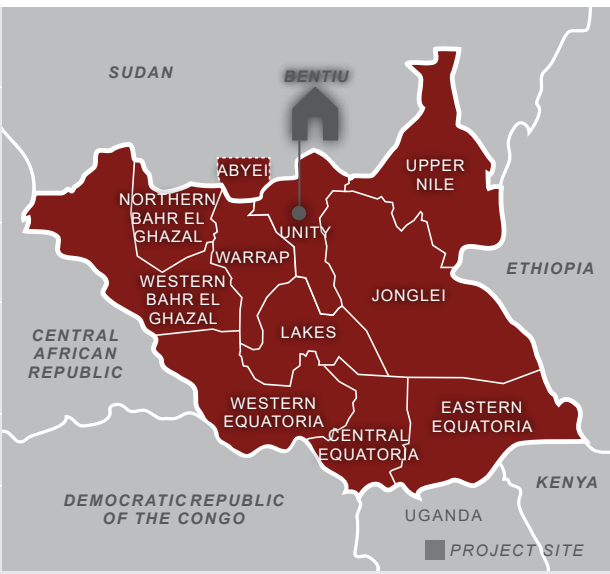 SUDAN
BENTIU
UPPER
NILE
ABYEI
NORTHERN
BAHR EL
GHAZAL
UNITY
WARRAP
ETHIOPIA
WESTERN
BAHR EL
GHAZAL
JONGLEI
LAKES
CENTRAL
AFRICAN
REPUBLIC
WESTERN
EQUATORIA
EASTERN
EQUATORIA
CENTRAL
EQUATORIA
KENYA
DEMOCRATIC REPUBLIC
OF THE CONGO
UGANDA
PROJECT SITE